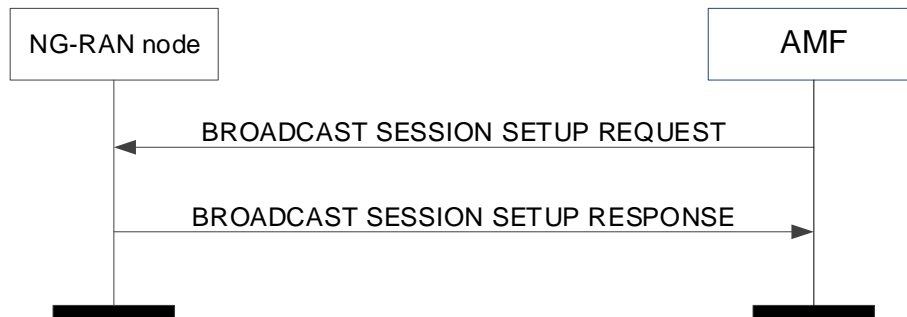 NG-RAN node
AMF
BROADCAST SESSION SETUP REQUEST
BROADCAST SESSION SETUP RESPONSE